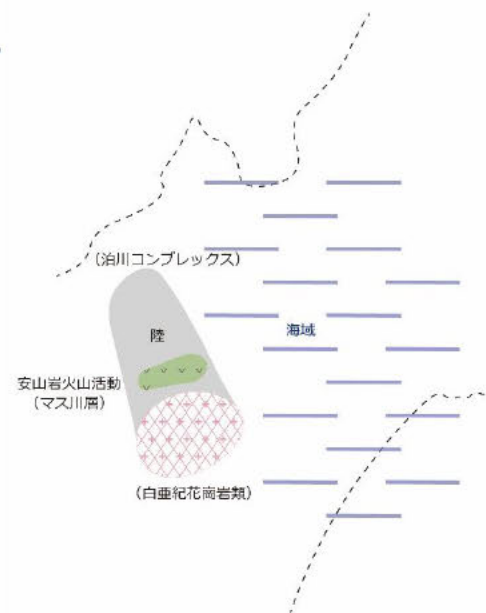 (泊川コンプレックス)
陸
海域
安山岩火山活動
(マス川層)
(白亜紀花崗岩類)